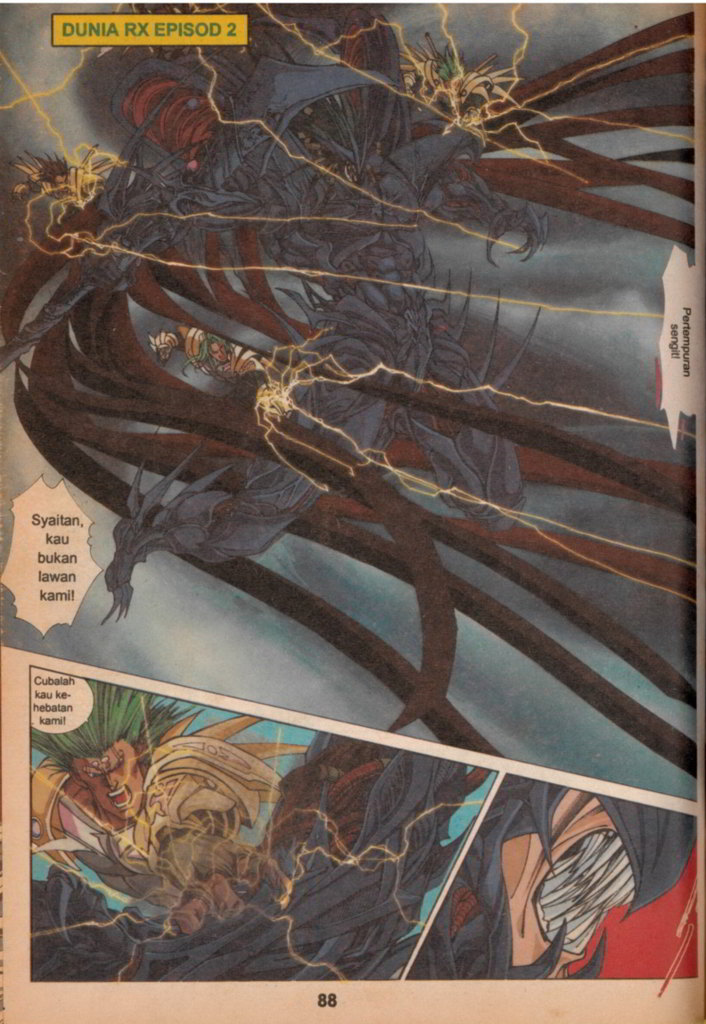 DUNIA RX EPISOD 2
Pertempuran
sengit!
Syaitan,
kau
bukan
lawan
kami!
Cubalah
kau ke-
hebatan
kami!
88